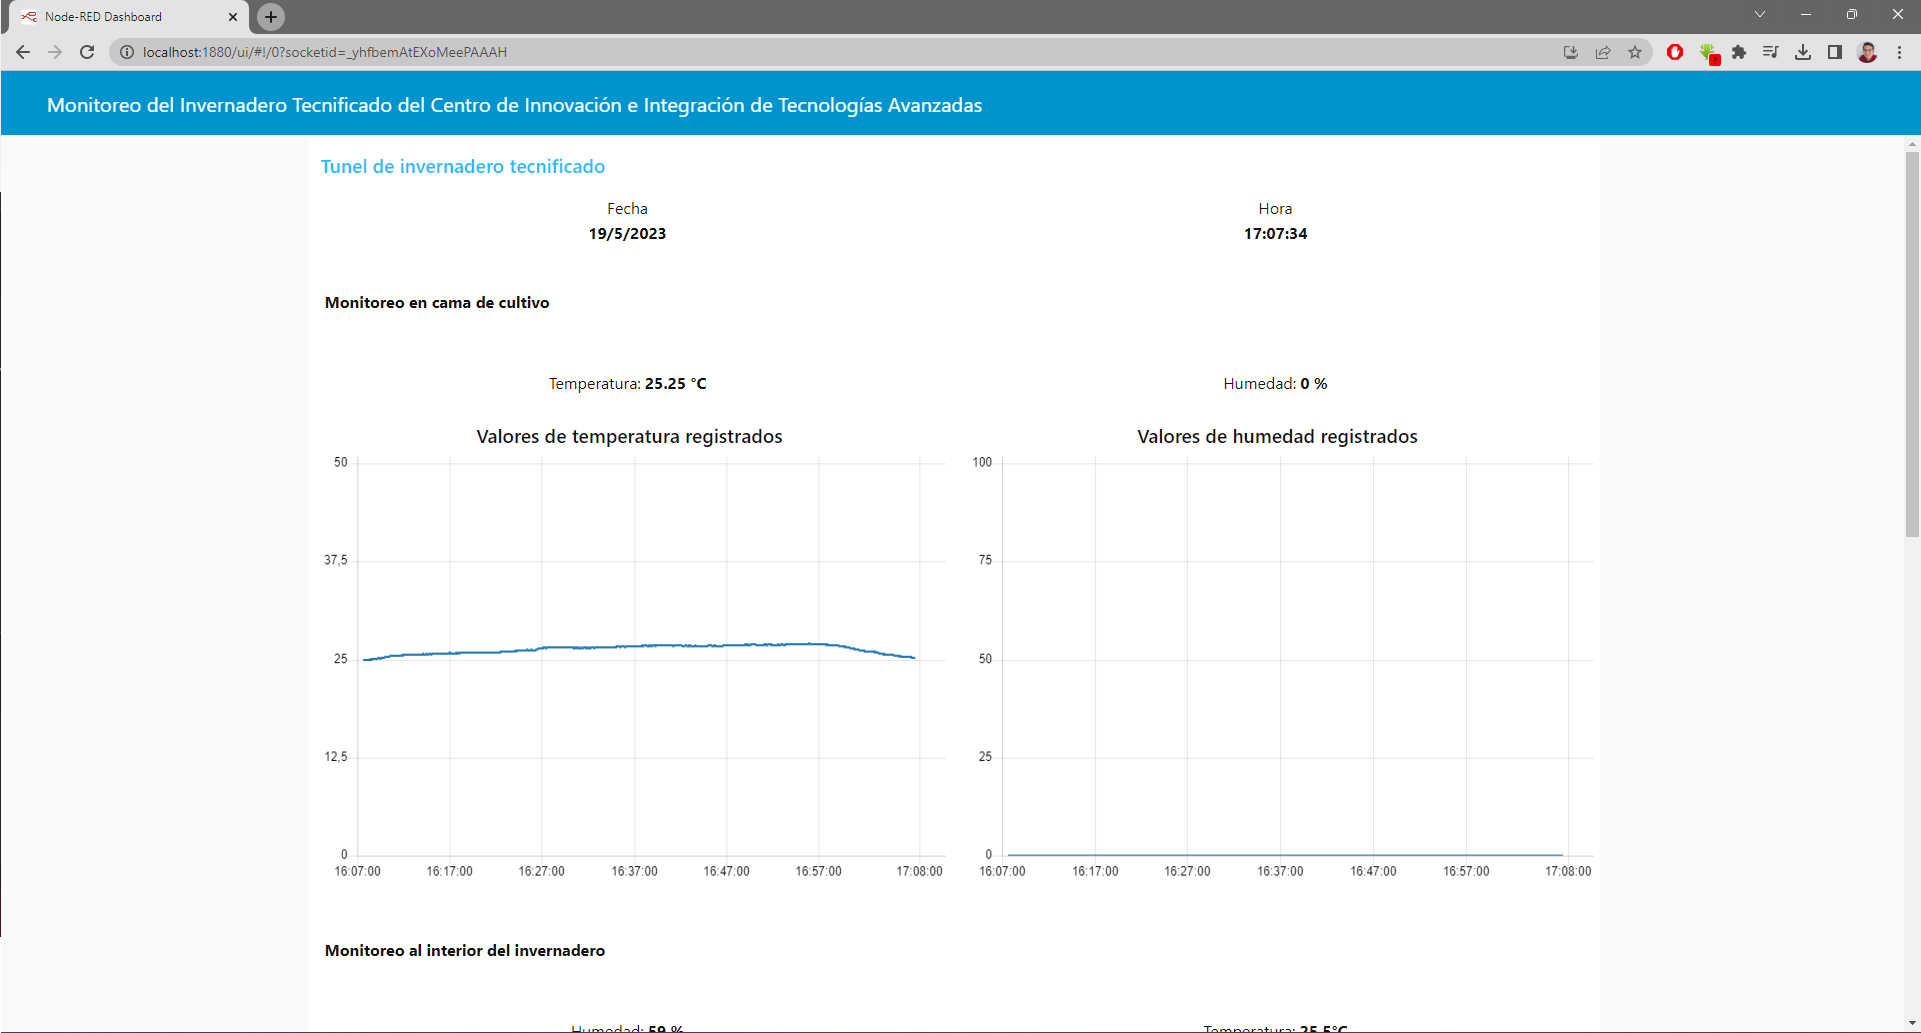 Node-RED Dashboard
localhost:1880/ui/#!/0?socketid=_yhfbemAtEXoMeePAAAH
2
Monitoreo del Invernadero Tecnificado del Centro de Innovación e Integración de Tecnologías Avanzadas
Tunel de invernadero tecnificado
Fecha
19/5/2023
Hora
17:07:34
Monitoreo en cama de cultivo
Temperatura: 25.25 °C
Humedad: 0 %
Valores de temperatura registrados
50
37,5
25
12,5
0
16:07:00 16:17:00 16:27:00 16:37:00 16:47:00 16:57:00 17:08:00
Valores de humedad registrados
100
75
50
25
0
16:07:00 16:17:00 16:27:00 16:37:00 16:47:00 16:57:00 17:08:00
Monitoreo al interior del invernadero
Humedad: 59 %
Temperatura: 25.5°C